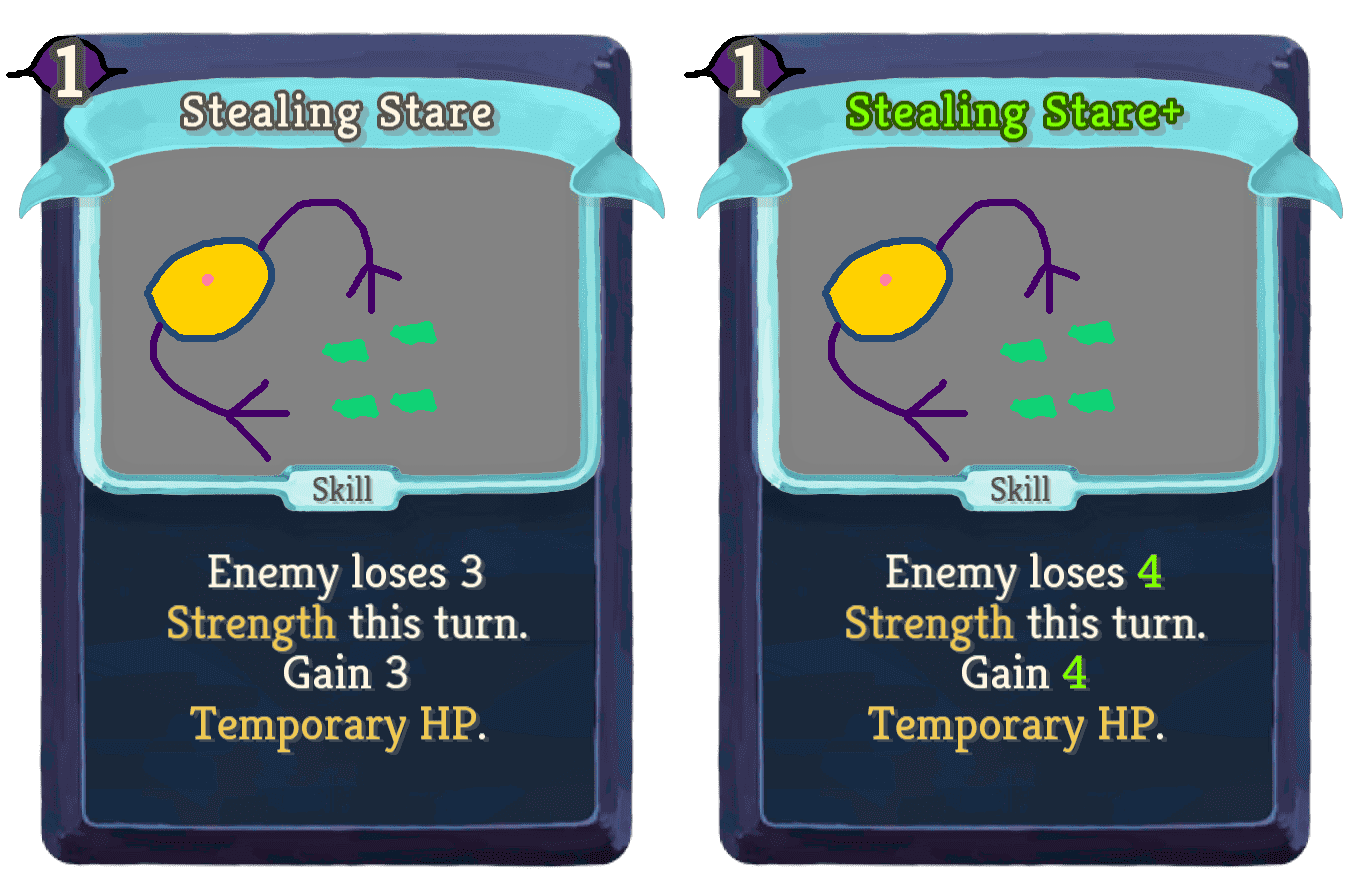 1
Stealing Stare
Skill
Enemy loses 3
Strength this turn.
Gain 3
Temporary HP.
1
Stealing Stare+
Skill
Enemy loses 4
Strength this turn.
Gain 4
Temporary HP.